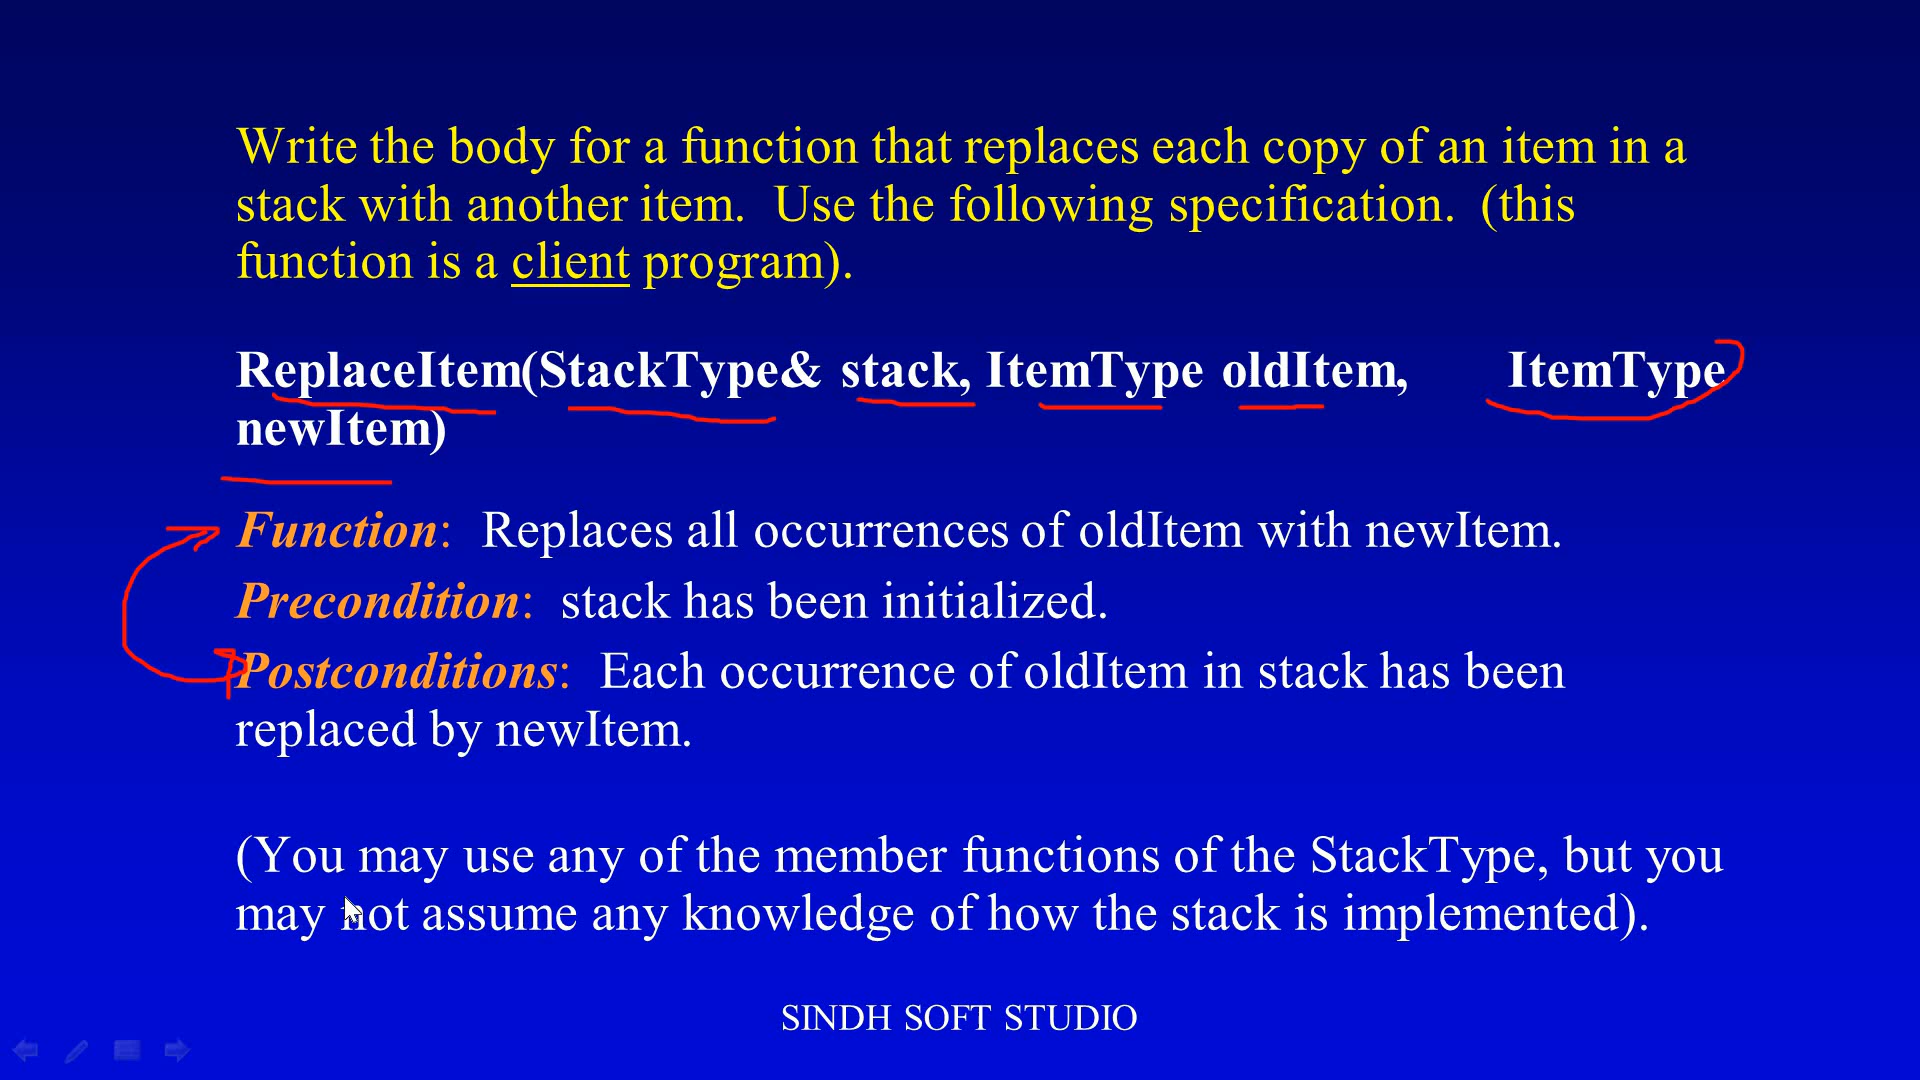 Write the body for a function that replaces each copy of an item in a
stack with another item.  Use the following specification.  (this
function is a client program).
ReplaceItem(StackType& stack, ItemType oldItem, ItemType
newItem)
Function:  Replaces all occurrences of oldItem with newItem.
Precondition:  stack has been initialized.
Postconditions:  Each occurrence of oldItem in stack has been
replaced by newItem.
(You may use any of the member functions of the StackType, but you
may not assume any knowledge of how the stack is implemented).
SINDH SOFT STUDIO